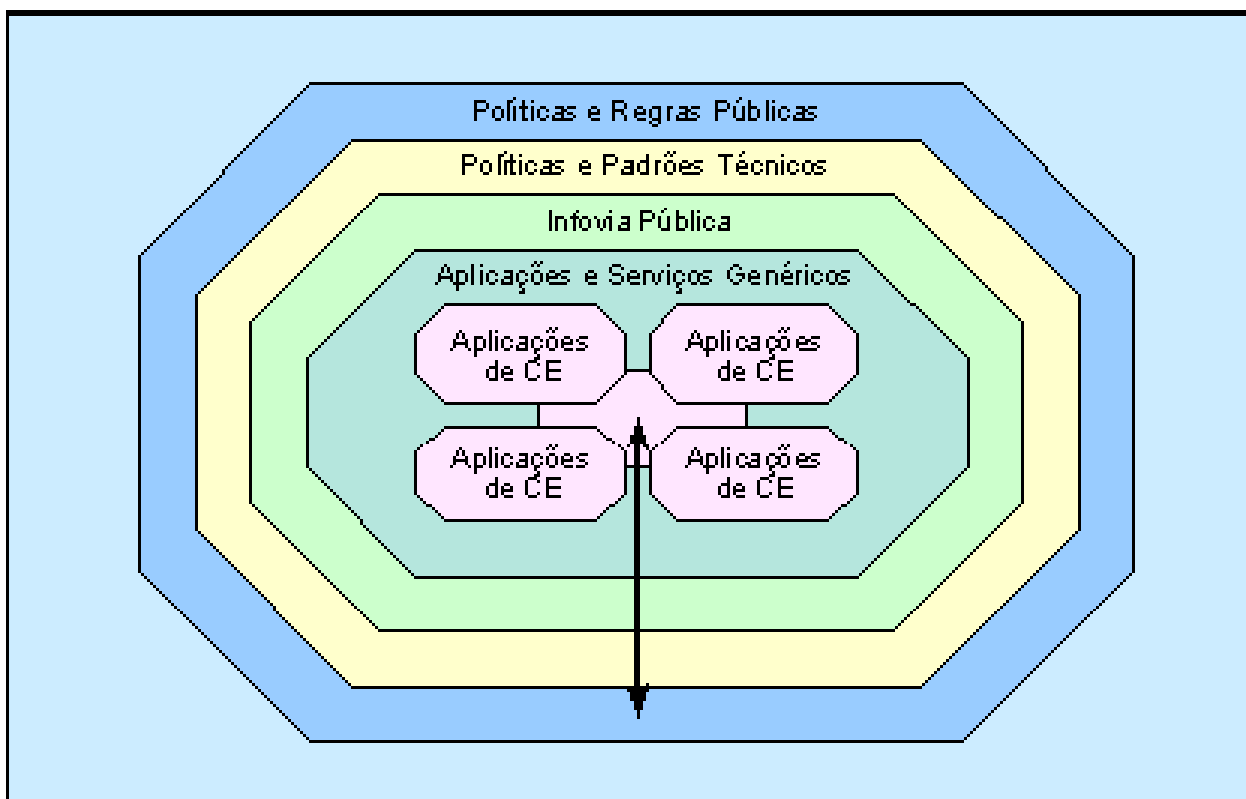 Políticas e Regras Públicas
Políticas e Padrões Técnicos
Infovia Pública
Aplicações e Serviços Genéricos
Aplicações
de CE
Aplicações
de CE
Aplicações
de CE
Aplicações
de CE